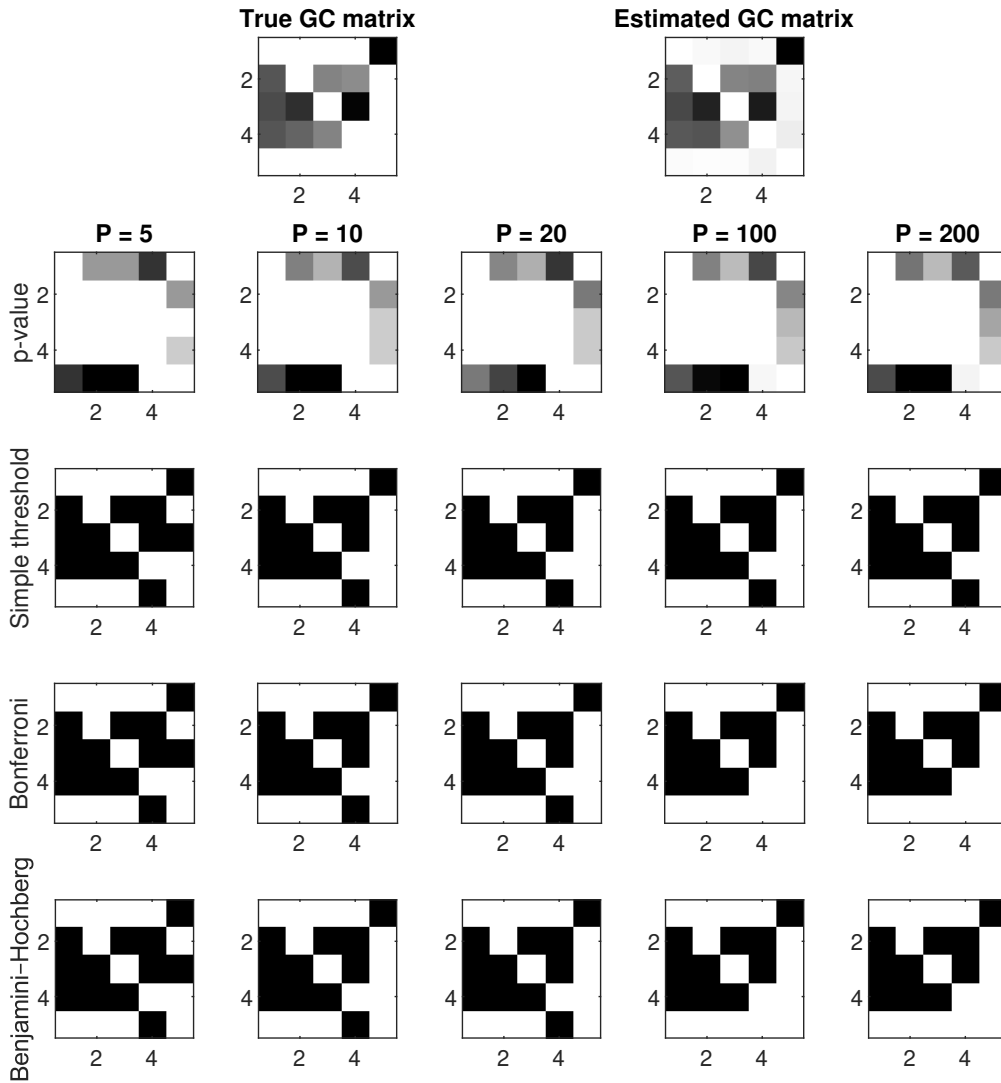 True GC matrix Estimated GC matrix
2 2
4 4
2 4 2 4
P = 5 P = 10 P = 20 P = 100 P = 200
p-value
2 2 2 2 2
4 4 4 4 4
2 4 2 4 2 4 2 4 2 4
Simple threshold
2 2 2 2 2
4 4 4 4 4
2 4 2 4 2 4 2 4 2 4
Bonferroni
2 2 2 2 2
4 4 4 4 4
2 4 2 4 2 4 2 4 2 4
Benjamini-Hochberg
2 2 2 2 2
4 4 4 4 4
2 4 2 4 2 4 2 4 2 4